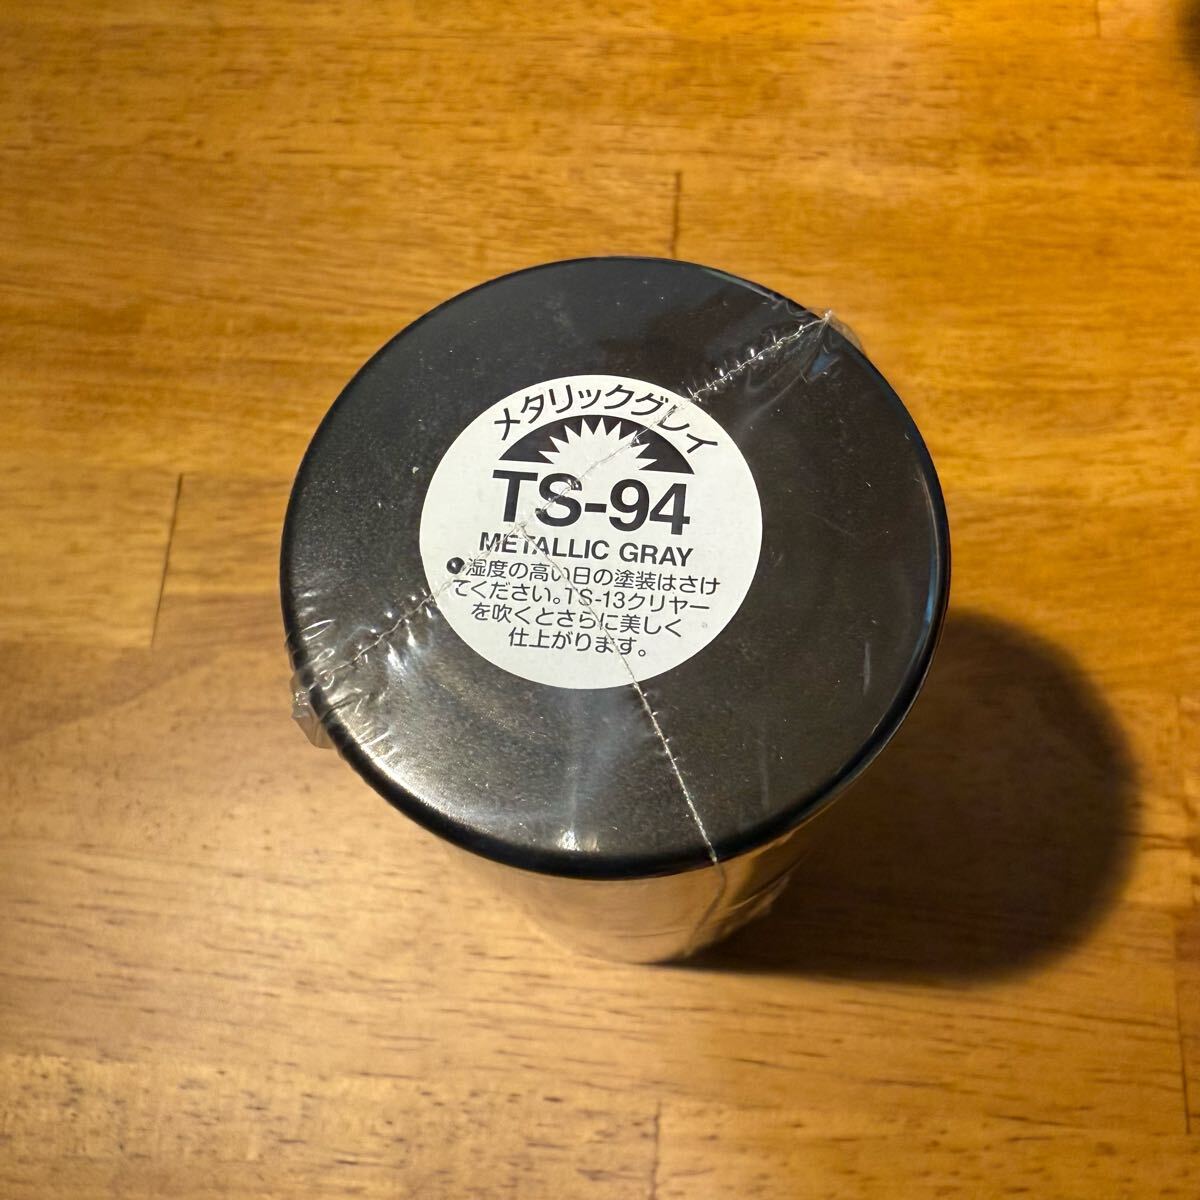 メタリックグレイ
TS-94
METALLIC GRAY
●湿度の高い日の塗装はさけ
てください。TS-13クリヤー
を吹くとさらに美しく
仕上がります。